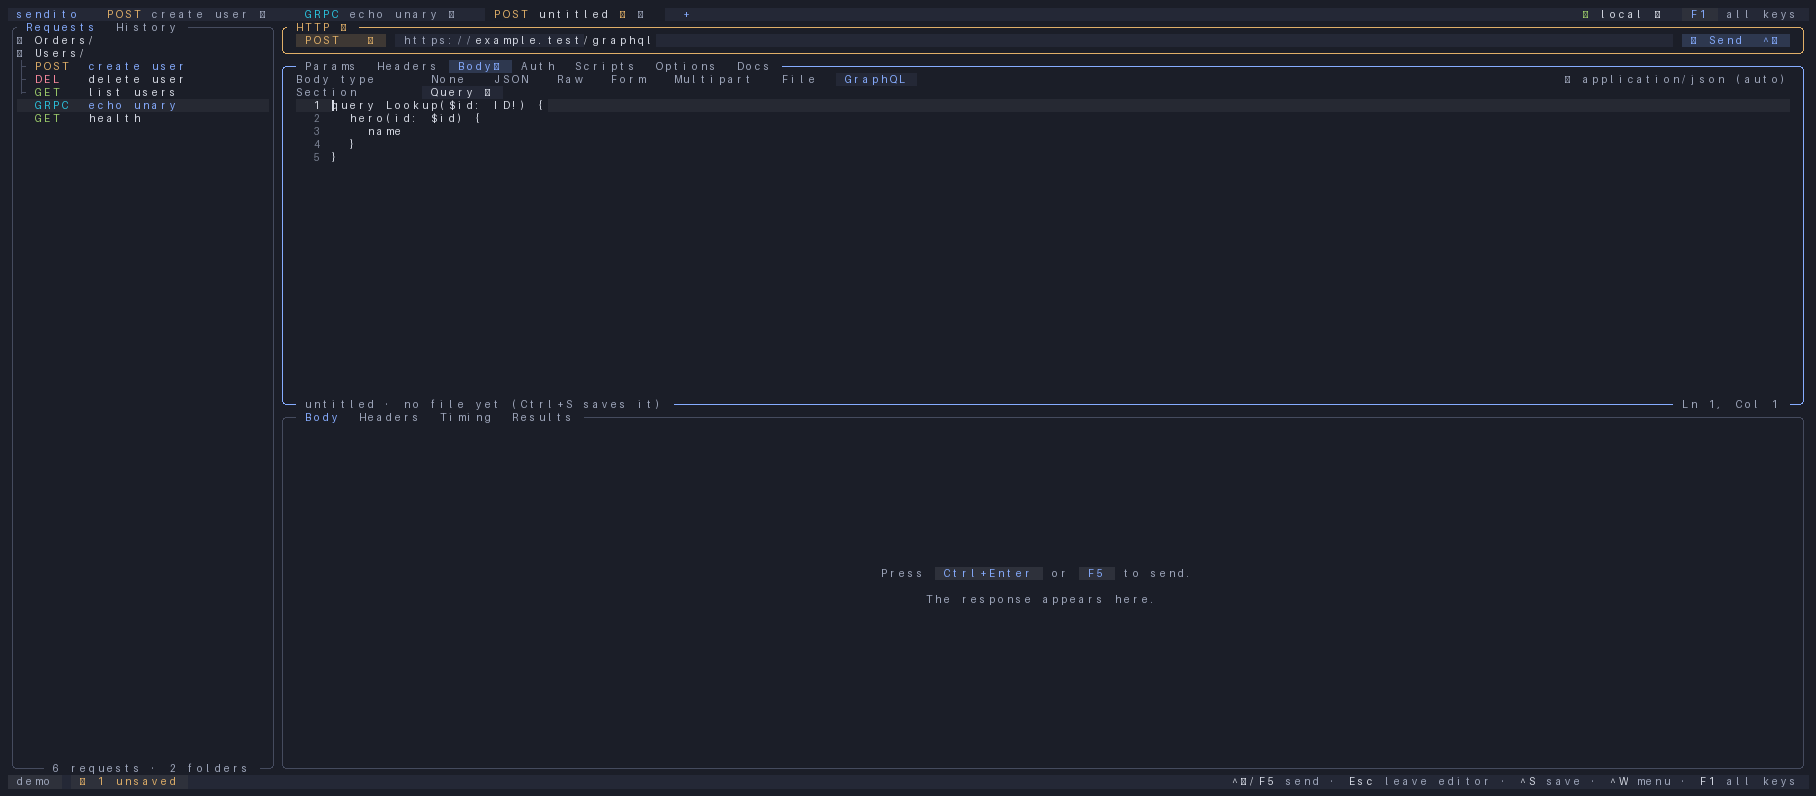 sendito POST create user GRPC echo unary POST untitled + local F1 all keys
Requests History
HTTP
Orders/
POST https://example.test/graphql Send
Users/
POST create user
Params Headers Body Auth Scripts Options Docs
DEL delete user
Body type None JSON Raw Form Multipart File GraphQL application/json (auto)
GET list users
Section Query
GRPC echo unary
1 query Lookup($id: ID!) {
GET health
2 hero(id: $id) {
3 name
4 }
5 }
untitled · no file yet (Ctrl+S saves it) Ln 1, Col 1
Body Headers Timing Results
Press Ctrl+Enter or F5 to send.
The response appears here.
6 requests · 2 folders
demo 1 unsaved ^/F5 send · Esc leave editor · ^S save · ^W menu · F1 all keys